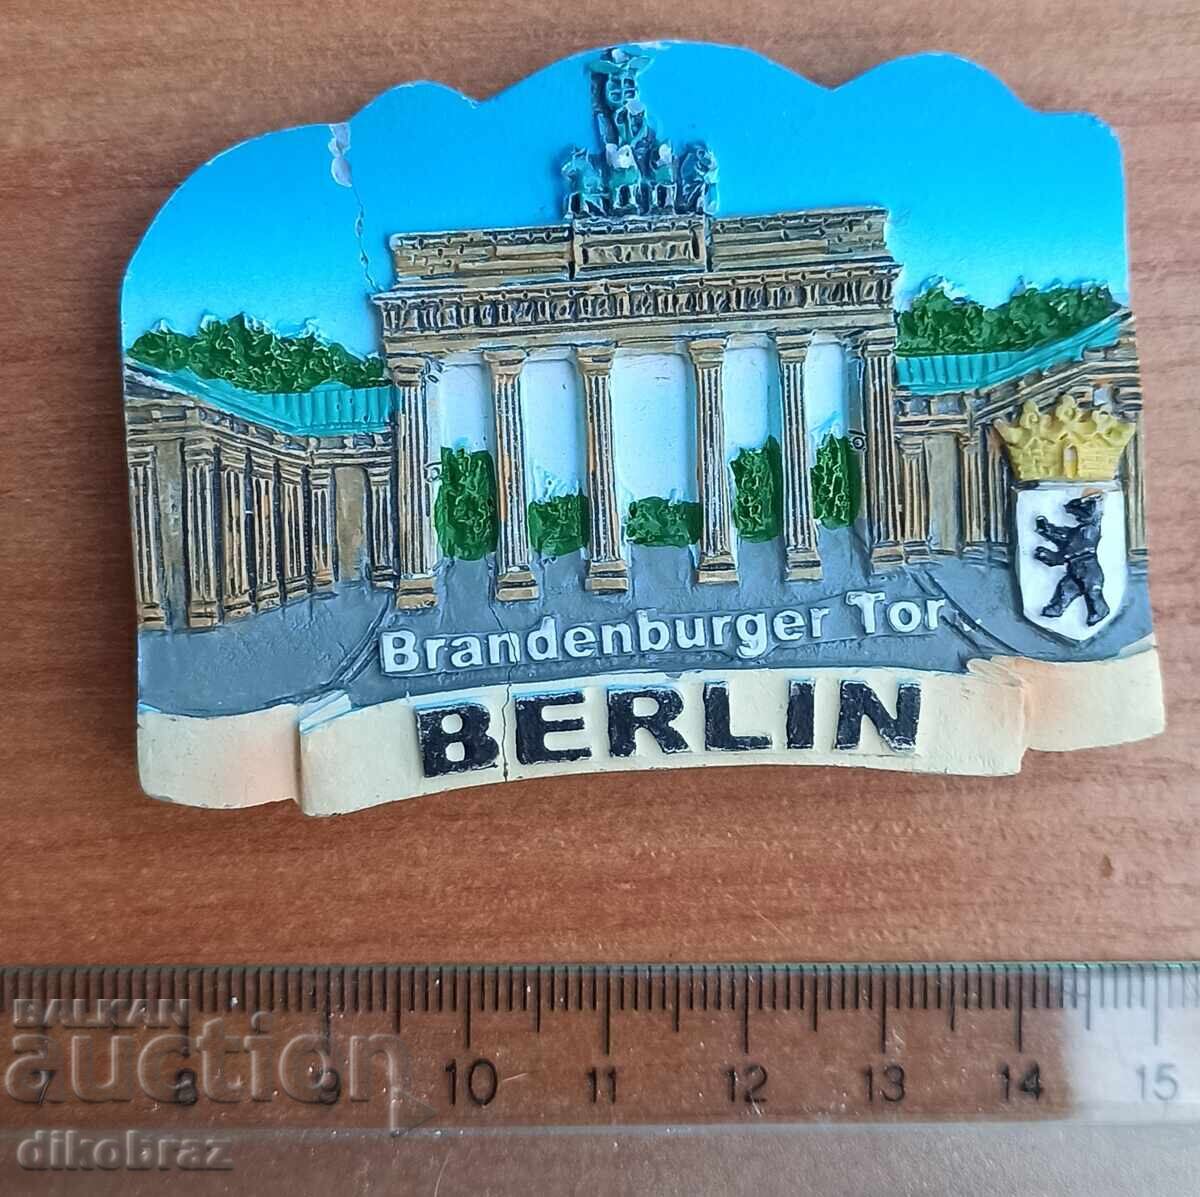 Brandenburger Tor
BERLIN
7 8 9 10 11 12 13 14 15
BALKAN
auction
dikobraz